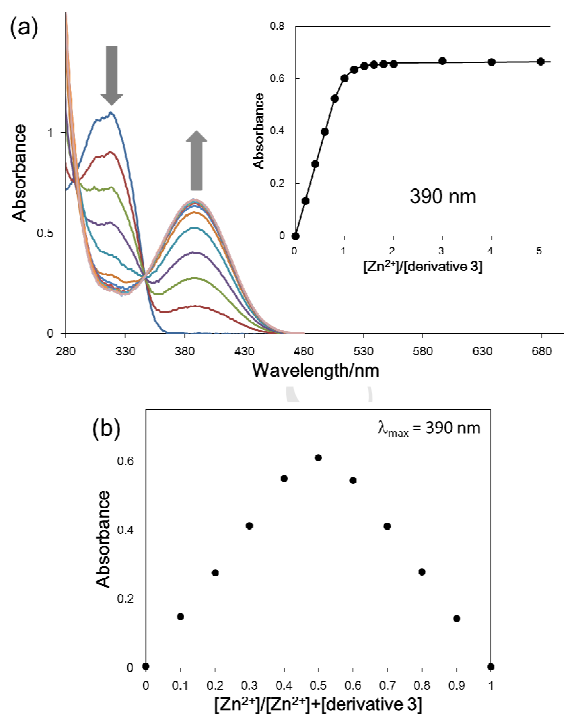 (a)
Absorbance
1
0.5
0
280 330 380 430 480 530 580 630 680
Wavelength/nm
Absorbance
0.8
0.6
0.4
0.2
0
0 1 2 3 4 5
390 nm
[Zn²⁺]/[derivative 3]
(b)
λmax = 390 nm
Absorbance
0.6
0.4
0.2
0
0 0.1 0.2 0.3 0.4 0.5 0.6 0.7 0.8 0.9 1
[Zn²⁺]/[Zn²⁺]+[derivative 3]